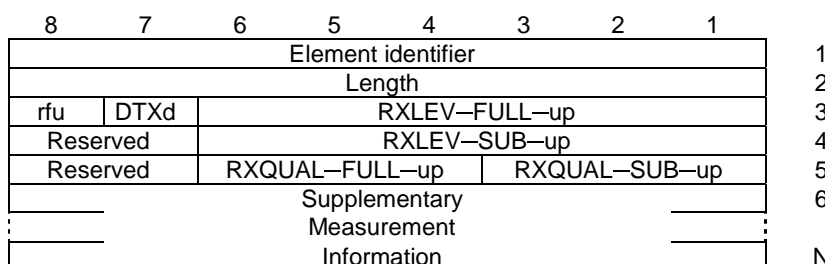 8 7 6 5 4 3 2 1
Element identifier 1
Length 2
rfu DTXd RXLEV—FULL—up 3
Reserved RXLEV—SUB—up 4
Reserved RXQUAL—FULL—up RXQUAL—SUB—up 5
Supplementary 6
Measurement
Information N